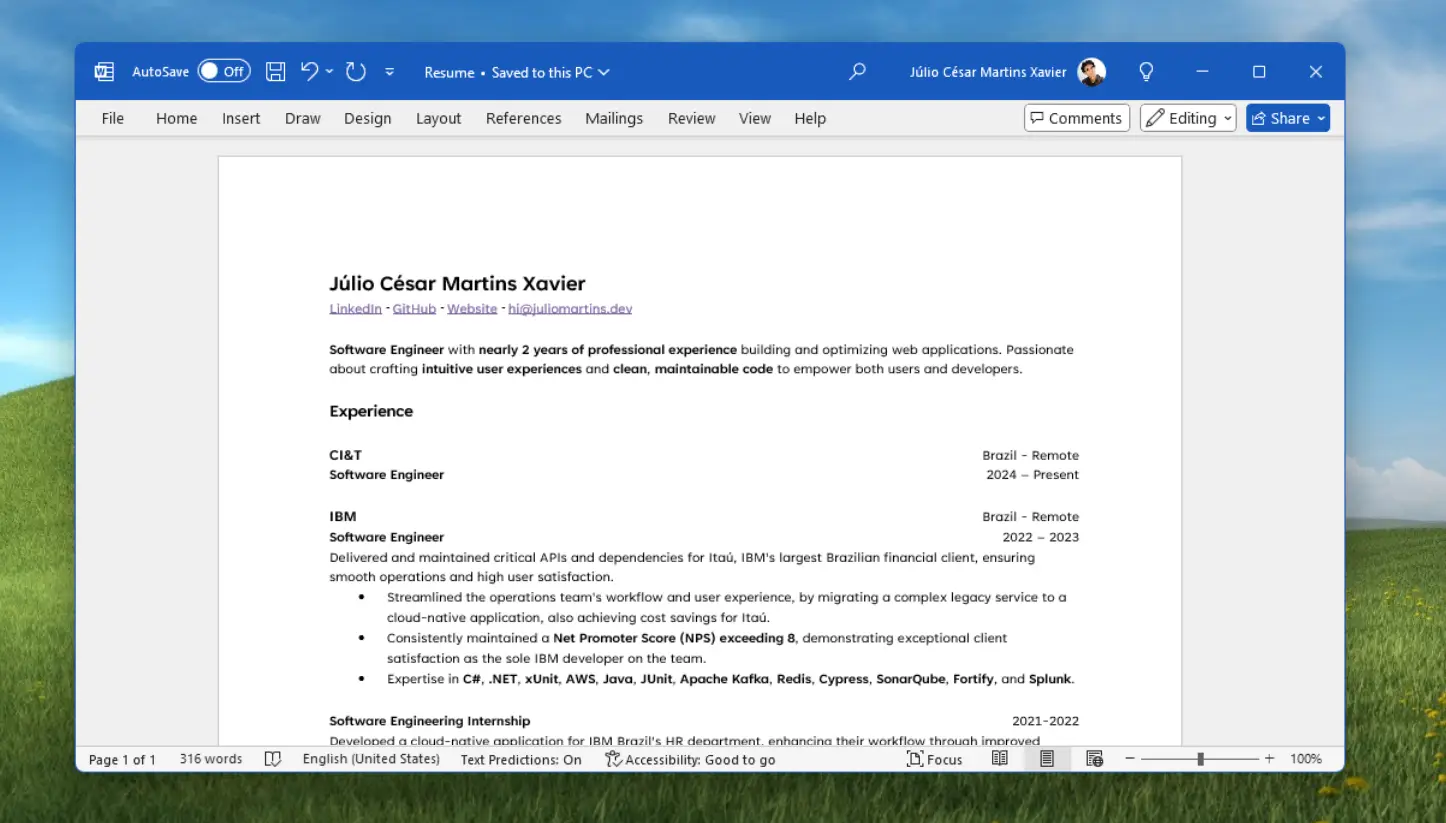 AutoSave Off Resume • Saved to this PC Júlio César Martins Xavier
File Home Insert Draw Design Layout References Mailings Review View Help Comments Editing Share
Júlio César Martins Xavier
LinkedIn - GitHub - Website - hi@juliomartins.dev
Software Engineer with nearly 2 years of professional experience building and optimizing web applications. Passionate
about crafting intuitive user experiences and clean, maintainable code to empower both users and developers.
Experience
CI&T Brazil - Remote
Software Engineer 2024 – Present
IBM Brazil - Remote
Software Engineer 2022 – 2023
Delivered and maintained critical APIs and dependencies for Itaú, IBM's largest Brazilian financial client, ensuring
smooth operations and high user satisfaction.
• Streamlined the operations team's workflow and user experience, by migrating a complex legacy service to a
cloud-native application, also achieving cost savings for Itaú.
• Consistently maintained a Net Promoter Score (NPS) exceeding 8, demonstrating exceptional client
satisfaction as the sole IBM developer on the team.
• Expertise in C#, .NET, xUnit, AWS, Java, JUnit, Apache Kafka, Redis, Cypress, SonarQube, Fortify, and Splunk.
Software Engineering Internship 2021-2022
Developed a cloud-native application for IBM Brazil's HR department, enhancing their workflow through improved
Page 1 of 1 316 words English (United States) Text Predictions: On Accessibility: Good to go Focus 100%